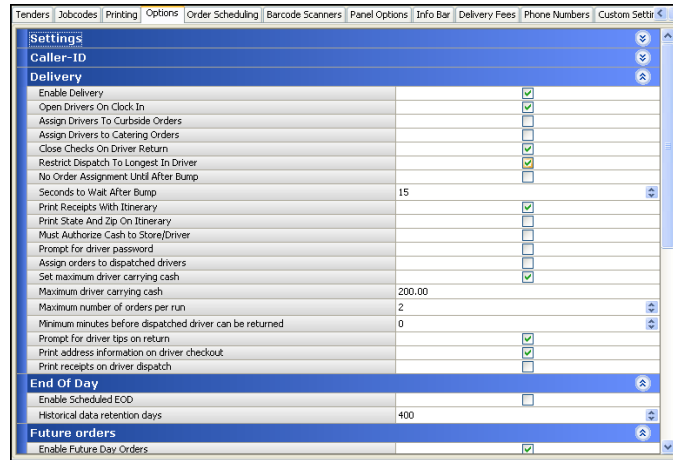 Tenders Jobcodes Printing Options Order Scheduling Barcode Scanners Panel Options Info Bar Delivery Fees Phone Numbers Custom
Settings
Caller-ID
Delivery
Enable Delivery
Open Drivers On Clock In
Assign Drivers To Curbside Orders
Assign Drivers to Catering Orders
Close Checks On Driver Return
Restrict Dispatch To Longest In Driver
No Order Assignment Until After Bump
Seconds to Wait After Bump 15
Print Receipts With Itinerary
Print State And Zip On Itinerary
Must Authorize Cash to Store/Driver
Prompt for driver password
Assign orders to dispatched drivers
Set maximum driver carrying cash
Maximum driver carrying cash 200.00
Maximum number of orders per run 2
Minimum minutes before dispatched driver can be returned 0
Prompt for driver tips on return
Print address information on driver checkout
Print receipts on driver dispatch
End Of Day
Enable Scheduled EOD
Historical data retention days 400
Future orders
Enable Future Day Orders